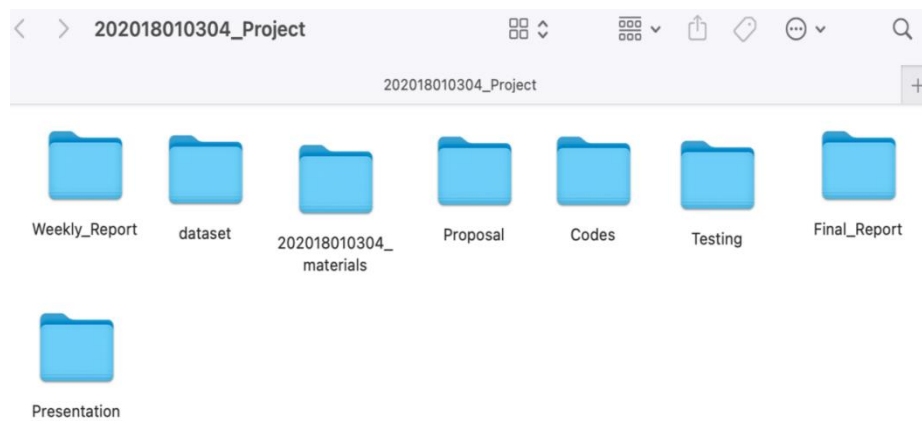 202018010304_Project
202018010304_Project
Weekly_Report
dataset
202018010304_
materials
Proposal
Codes
Testing
Final_Report
Presentation